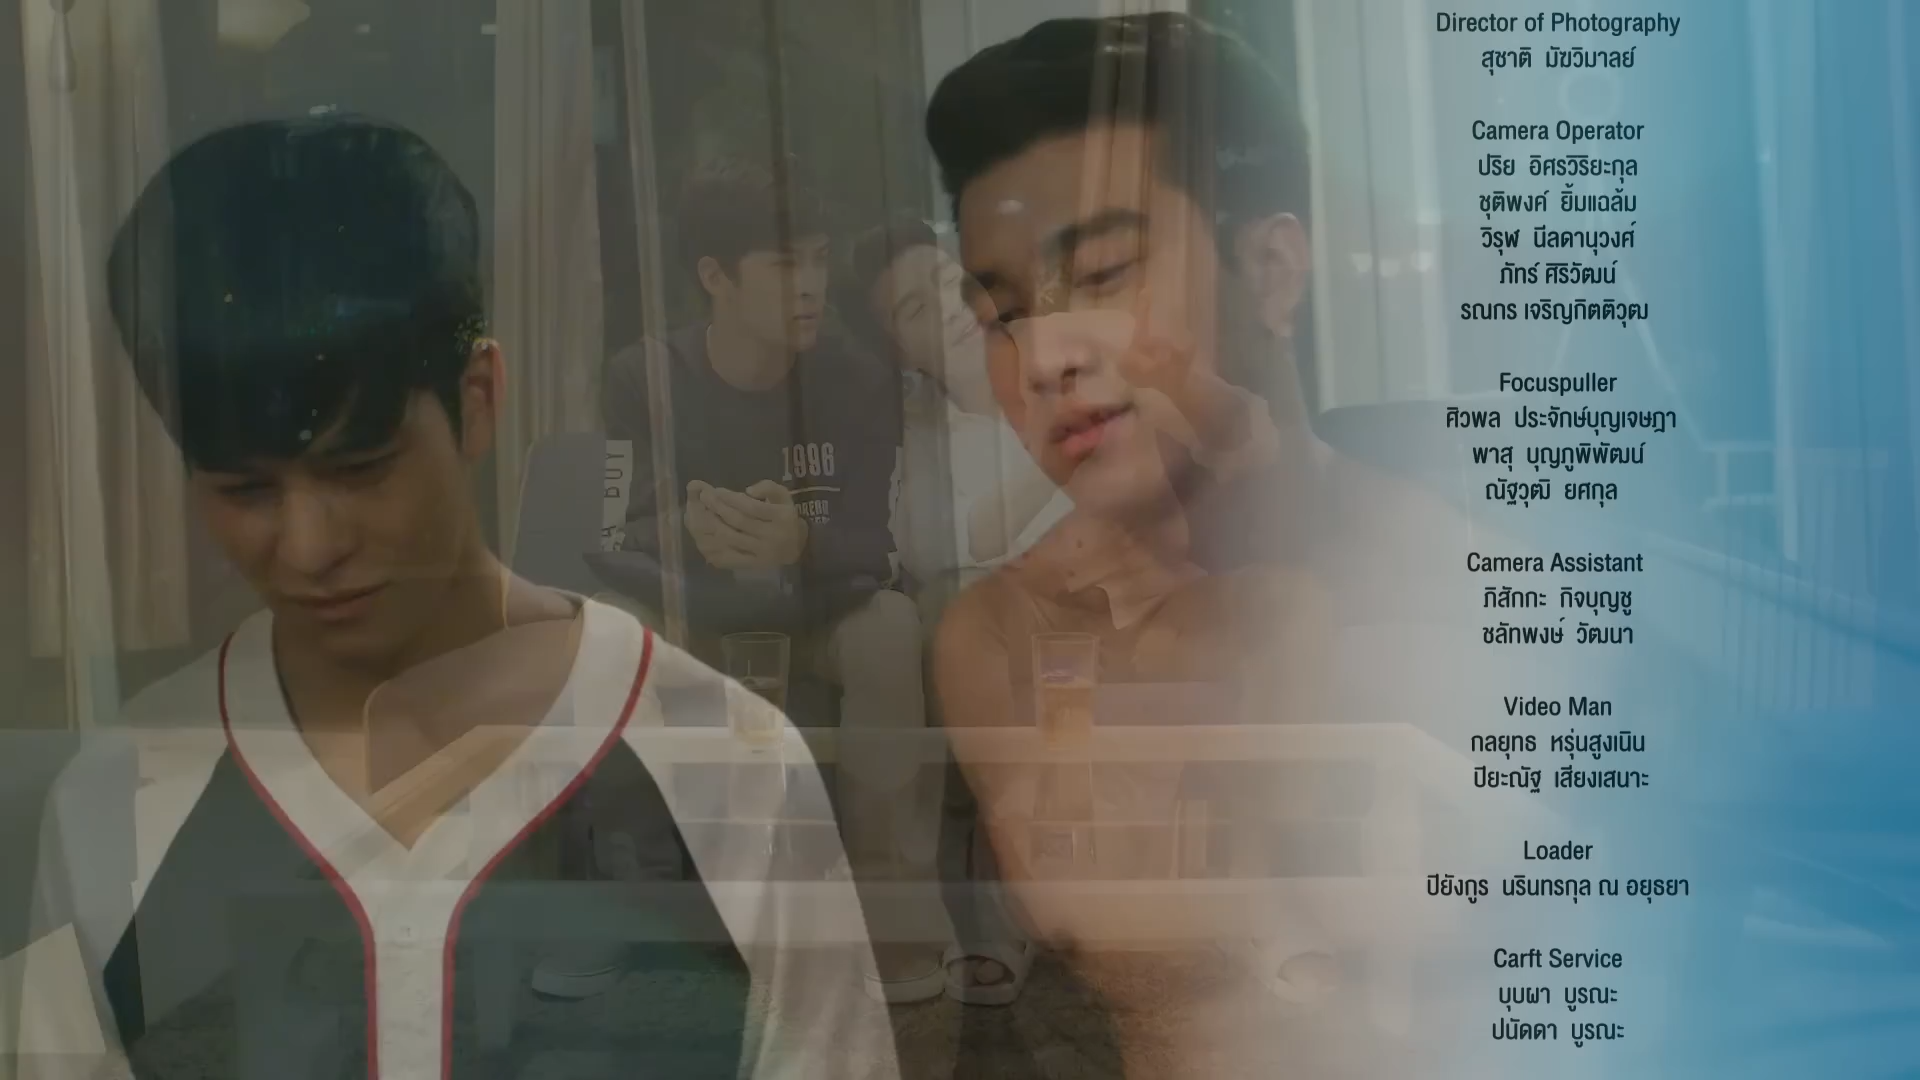 Director of Photography
สุชาติ มัฆวิมาลย์
Camera Operator
ปริย อิศรวิริยะกุล
ชุติพงศ์ ยิ้มแฉล้ม
วิรุฬ นีลดานุวงศ์
ภัทร์ ศิริวัฒน์
รณกร เจริญกิตติวุฒ
Focuspuller
ศิวพล ประจักษ์บุญเจษฎา
พาสุ บุญภูพิพัฒน์
ณัฐวุฒิ ยศกุล
Camera Assistant
ภิสักกะ กิจบุญชู
ชลัทพงษ์ วัฒนา
Video Man
กลยุทธ หรุ่นสูงเนิน
ปิยะณัฐ เสียงเสนาะ
Loader
ปิยังกูร นรินทรกุล ณ อยุธยา
Carft Service
บุบผา บูรณะ
ปนัดดา บูรณะ
1996
BUY